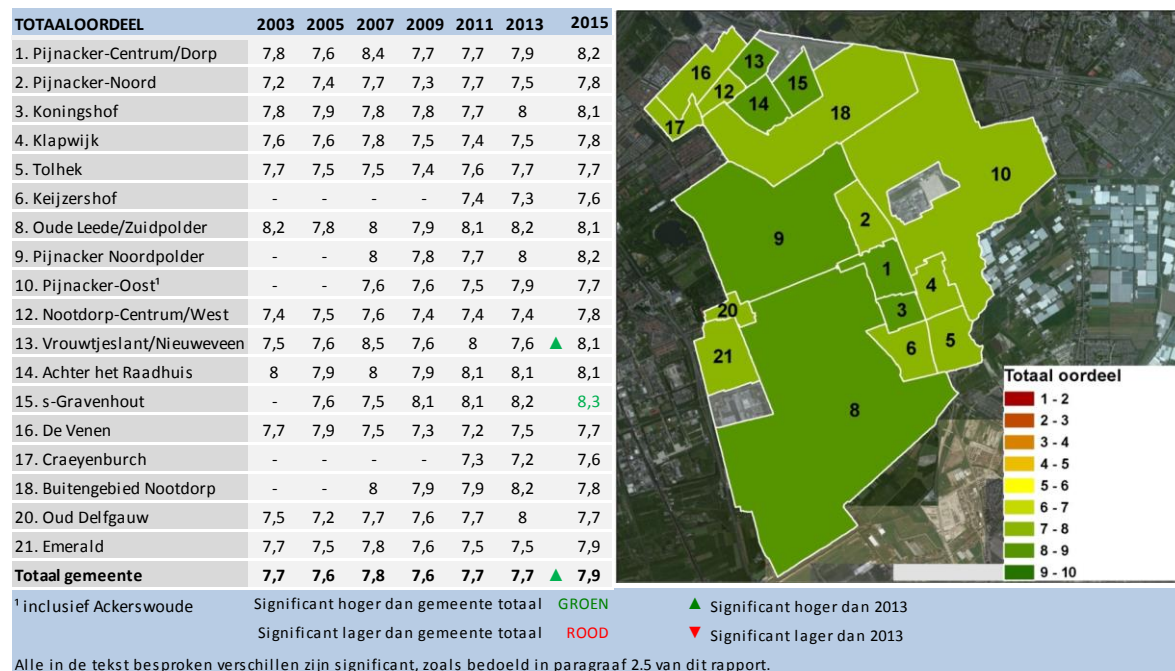 TOTAALOORDEEL 2003 2005 2007 2009 2011 2013 2015
1. Pijnacker-Centrum/Dorp 7,8 7,6 8,4 7,7 7,7 7,9 8,2
2. Pijnacker-Noord 7,2 7,4 7,7 7,3 7,7 7,5 7,8
3. Koningshof 7,8 7,9 7,8 7,8 7,7 8 8,1
4. Klapwijk 7,6 7,6 7,8 7,5 7,4 7,5 7,8
5. Tolhek 7,7 7,5 7,5 7,4 7,6 7,7 7,7
6. Keijzershof - - - - 7,4 7,3 7,6
8. Oude Leede/Zuidpolder 8,2 7,8 8 7,9 8,1 8,2 8,1
9. Pijnacker Noordpolder - - 8 7,8 7,7 8 8,2
10. Pijnacker-Oost¹ - - 7,6 7,6 7,5 7,9 7,7
12. Nootdorp-Centrum/West 7,4 7,5 7,6 7,4 7,4 7,4 7,8
13. Vrouwtjeslant/Nieuweveen 7,5 7,6 8,5 7,6 8 7,6 ▲ 8,1
14. Achter het Raadhuis 8 7,9 8 7,9 8,1 8,1 8,1
15. s-Gravenhout - 7,6 7,5 8,1 8,1 8,2 8,3
16. De Venen 7,7 7,9 7,5 7,3 7,2 7,5 7,7
17. Craeyenburch - - - - 7,3 7,2 7,6
18. Buitengebied Nootdorp - - 8 7,9 7,9 8,2 7,8
20. Oud Delfgauw 7,5 7,2 7,7 7,6 7,7 8 7,7
21. Emerald 7,7 7,5 7,8 7,6 7,5 7,5 7,9
Totaal gemeente 7,7 7,6 7,8 7,6 7,7 7,7 ▲ 7,9
¹ inclusief Ackerswoude Significant hoger dan gemeente totaal GROEN ▲ Significant hoger dan 2013
Significant lager dan gemeente totaal ROOD ▼ Significant lager dan 2013
Alle in de tekst besproken verschillen zijn significant, zoals bedoeld in paragraaf 2.5 van dit rapport.
13
16
15
12
14
18
17
10
2
9
1
4
20
3
5
6
21
8
Totaal oordeel
1 - 2
2 - 3
3 - 4
4 - 5
5 - 6
6 - 7
7 - 8
8 - 9
9 - 10